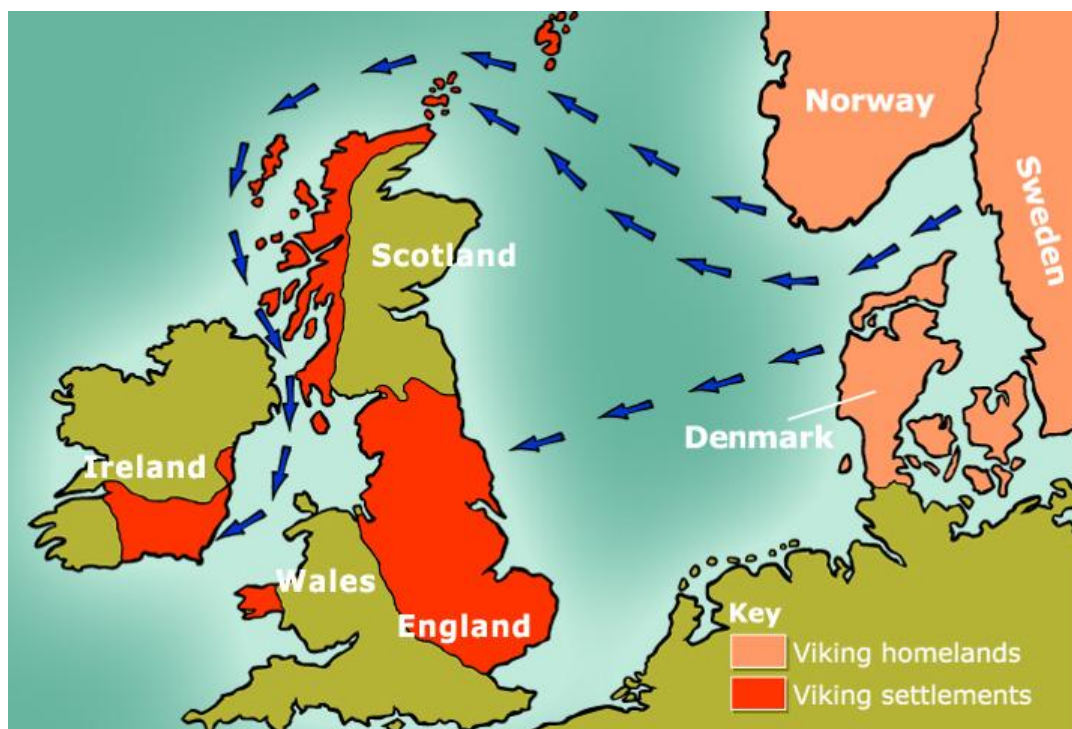 Norway
Sweden
Scotland
Denmark
Ireland
Wales
England
Key
Viking homelands
Viking settlements